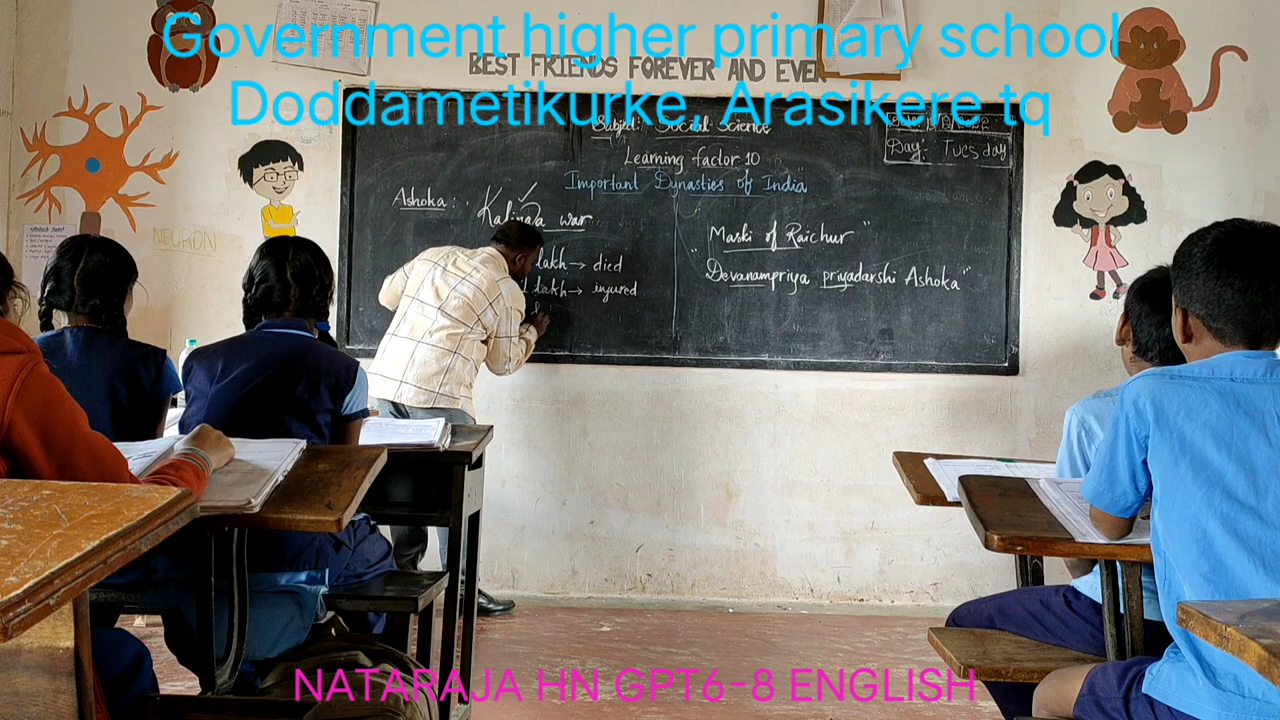 Government higher primary school
BEST FRIENDS FOREVER AND EVER
Doddametikurke, Arasikere tq
Subject: Social Science
Day: Tuesday
Learning factor 10
Important Dynasties of India
Ashoka: Kalinga war
Maski of Raichur"
lakh → died
"Devanampriya priyadarshi Ashoka"
1 lakh → injured
NEURON
NATARAJA HN GPT6-8 ENGLISH